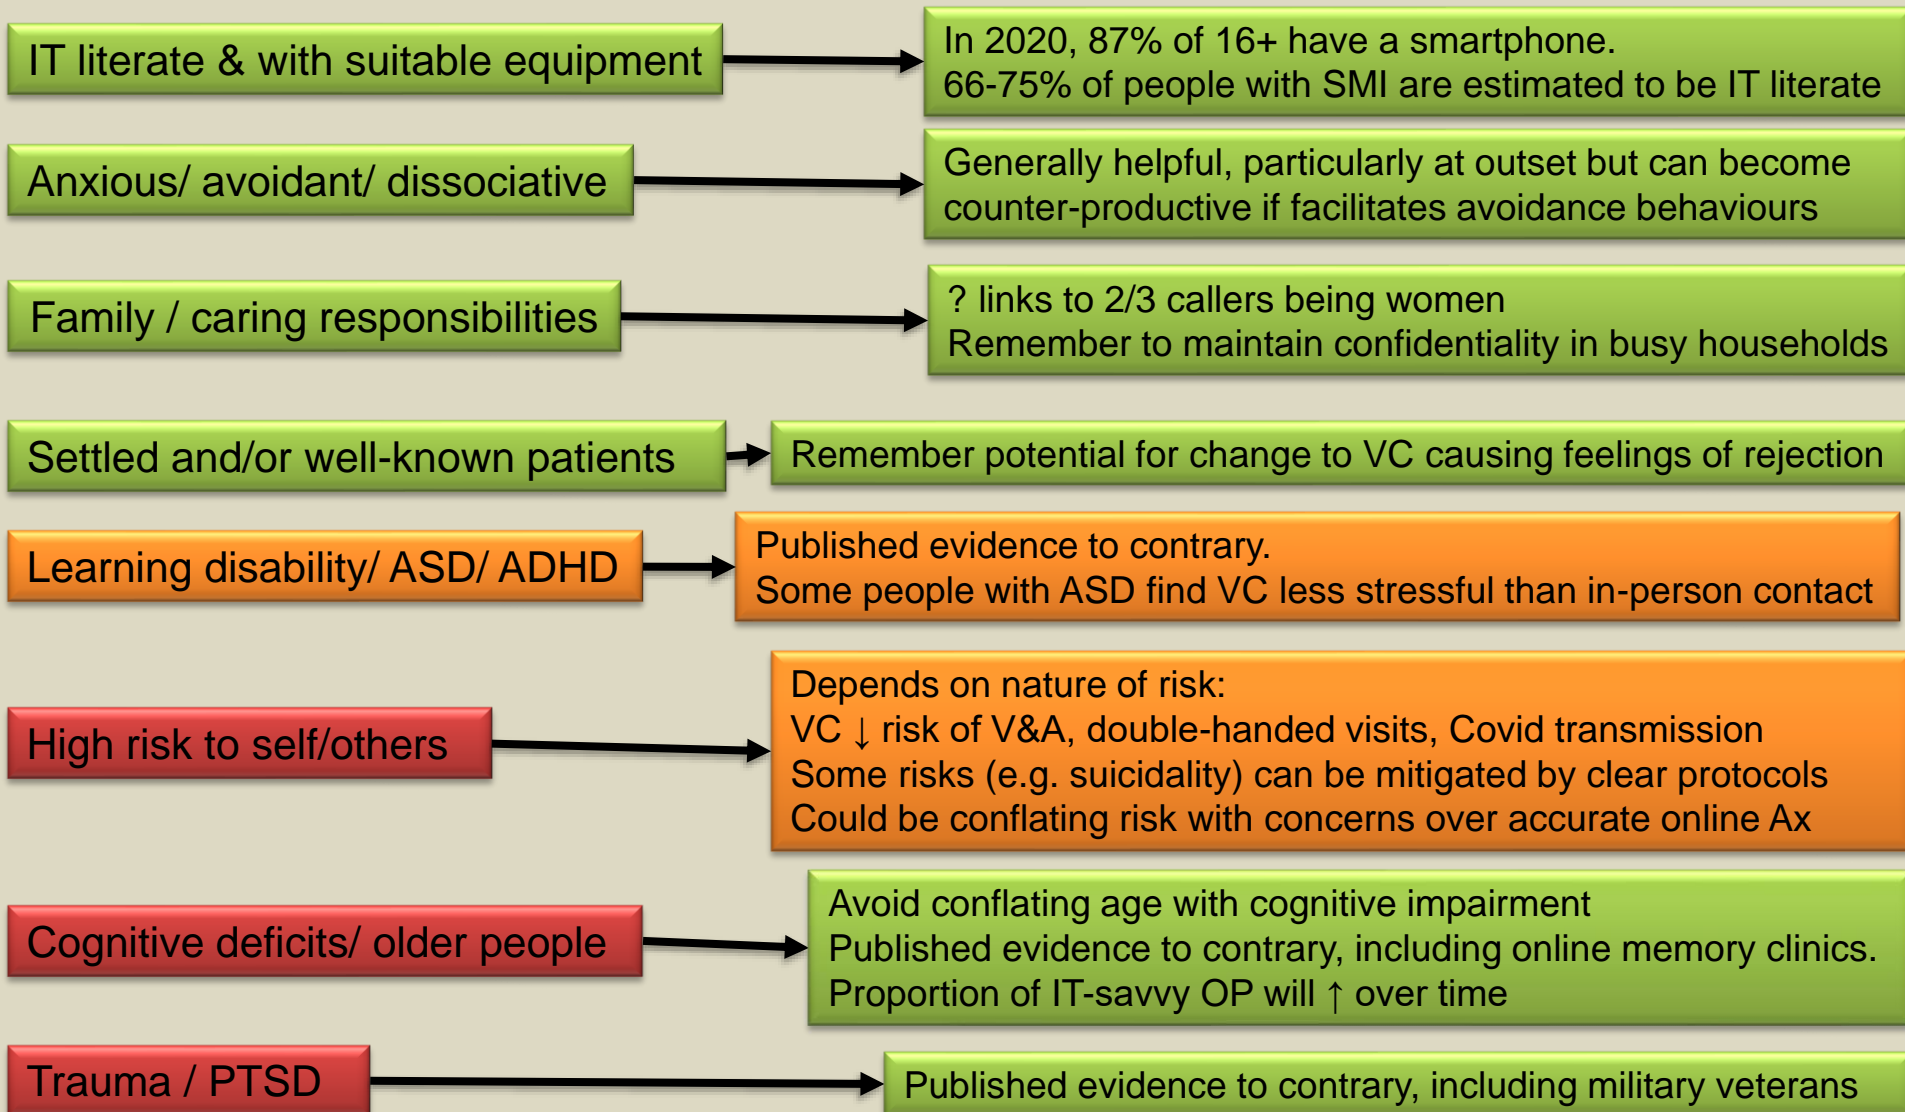 IT literate & with suitable equipment
In 2020, 87% of 16+ have a smartphone.
66-75% of people with SMI are estimated to be IT literate
Anxious/ avoidant/ dissociative
Generally helpful, particularly at outset but can become
counter-productive if facilitates avoidance behaviours
Family / caring responsibilities
? links to 2/3 callers being women
Remember to maintain confidentiality in busy households
Settled and/or well-known patients
Remember potential for change to VC causing feelings of rejection
Learning disability/ ASD/ ADHD
Published evidence to contrary.
Some people with ASD find VC less stressful than in-person contact
High risk to self/others
Depends on nature of risk:
VC ↓ risk of V&A, double-handed visits, Covid transmission
Some risks (e.g. suicidality) can be mitigated by clear protocols
Could be conflating risk with concerns over accurate online Ax
Cognitive deficits/ older people
Avoid conflating age with cognitive impairment
Published evidence to contrary, including online memory clinics.
Proportion of IT-savvy OP will ↑ over time
Trauma / PTSD
Published evidence to contrary, including military veterans